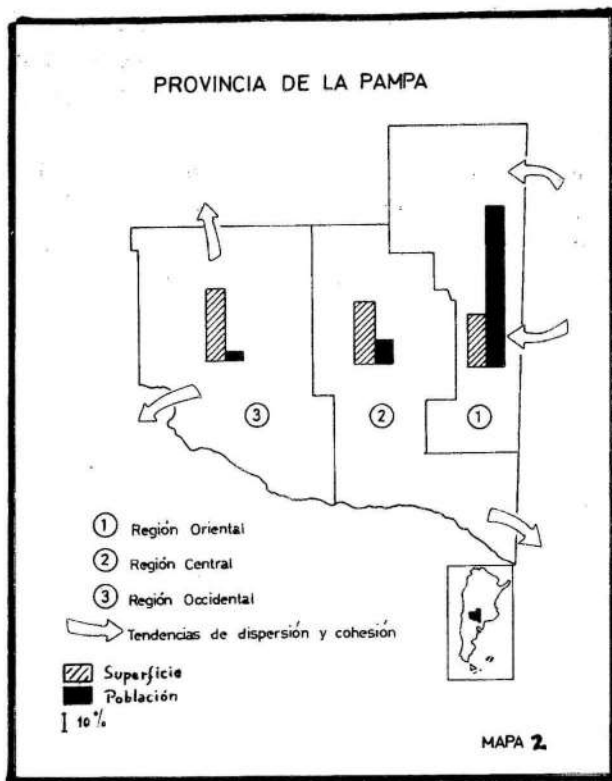 PROVINCIA DE LA PAMPA
3
2
1
1 Región Oriental
2 Región Central
3 Región Occidental
Tendencias de dispersión y cohesión
Superficie
Población
10%
MAPA 2